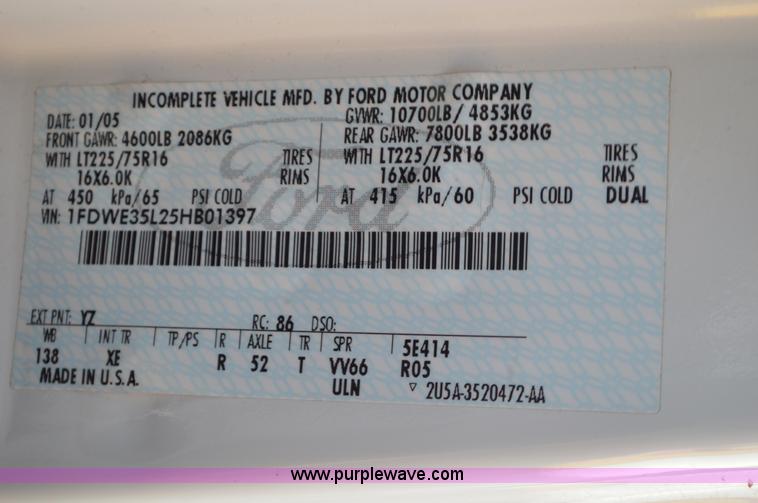 INCOMPLETE VEHICLE MFD. BY FORD MOTOR COMPANY
DATE: 01/05 GVWR: 10700LB/ 4853KG
FRONT GAWR: 4600LB 2086KG REAR GAWR: 7800LB 3538KG
WITH LT225/75R16 TIRES WITH LT225/75R16 TIRES
16X6.0K RIMS 16X6.0K RIMS
AT 450 kPa/65 PSI COLD AT 415 kPa/60 PSI COLD DUAL
VIN: 1FDWE35L25HB01397
Ford
EXT PNT: YZ RC: 86 DSO:
WB INT TR TP/PS R AXLE TR SPR 5E414
138 XE R 52 T VV66 R05
MADE IN U.S.A. ULN ▽ 2U5A-3520472-AA
www.purplewave.com